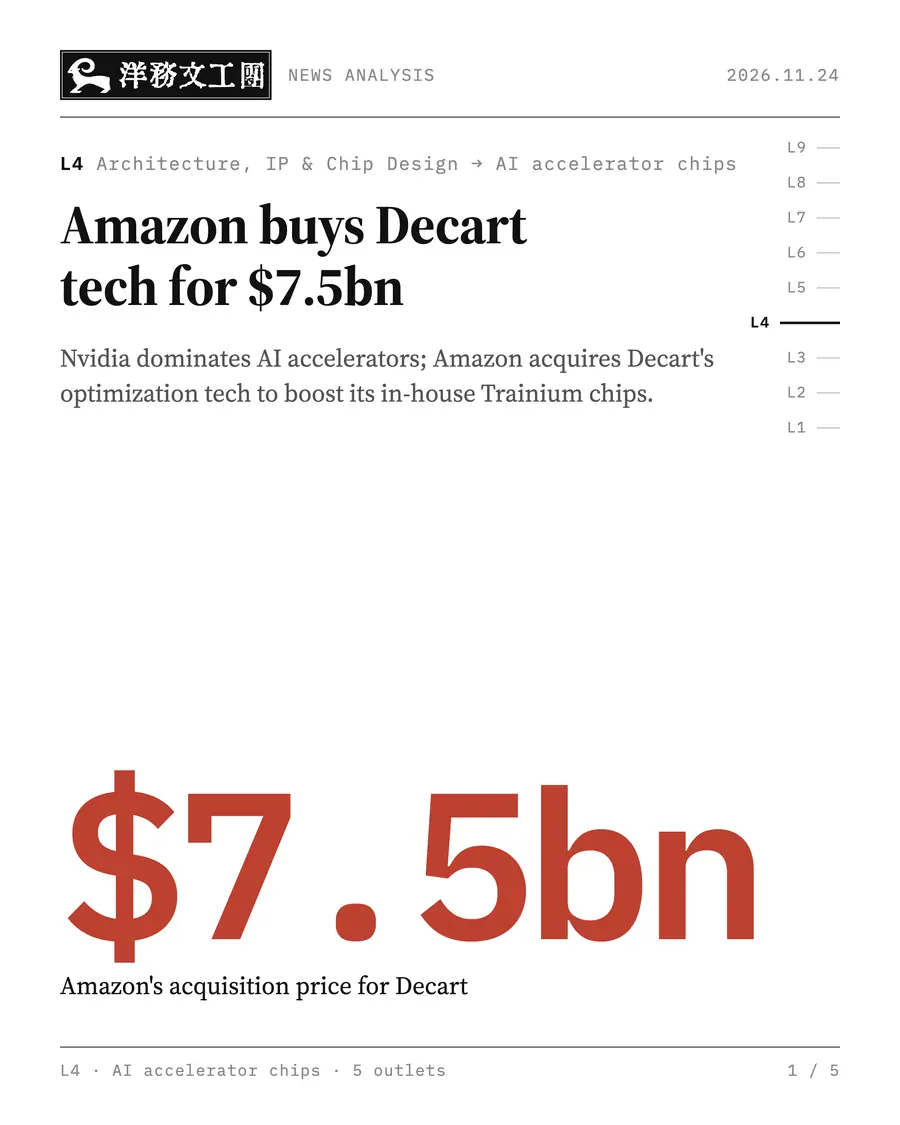 洋務文工團 NEWS ANALYSIS 2026.11.24
L4 Architecture, IP & Chip Design → AI accelerator chips
Amazon buys Decart
tech for $7.5bn
Nvidia dominates AI accelerators; Amazon acquires Decart's
optimization tech to boost its in-house Trainium chips.
L9
L8
L7
L6
L5
L4
L3
L2
L1
$7.5bn
Amazon's acquisition price for Decart
L4 · AI accelerator chips · 5 outlets 1 / 5